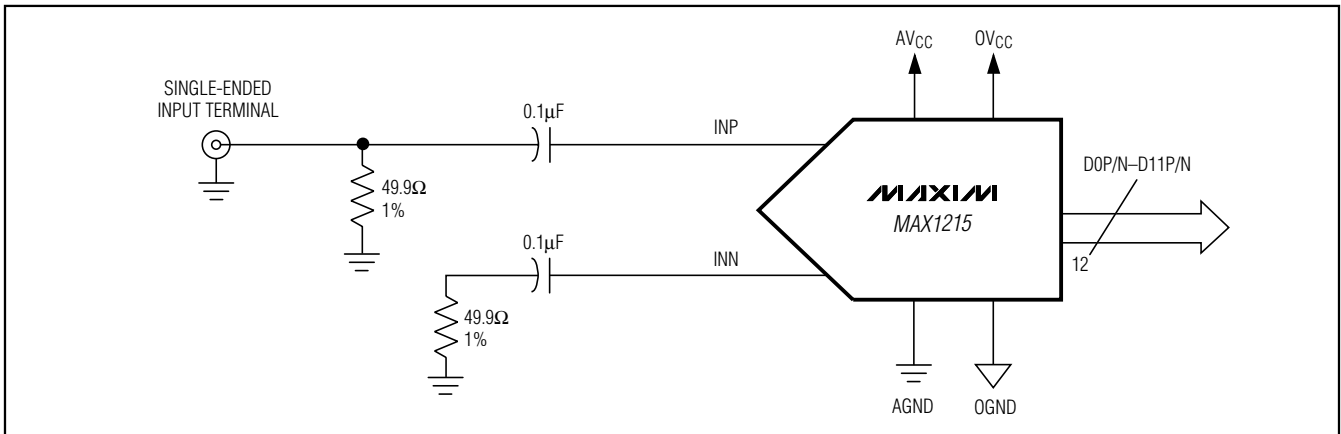 SINGLE-ENDED
INPUT TERMINAL
0.1μF
INP
49.9Ω
1%
0.1μF
INN
49.9Ω
1%
AVCC
OVCC
MAXIM
MAX1215
D0P/N–D11P/N
12
AGND
OGND